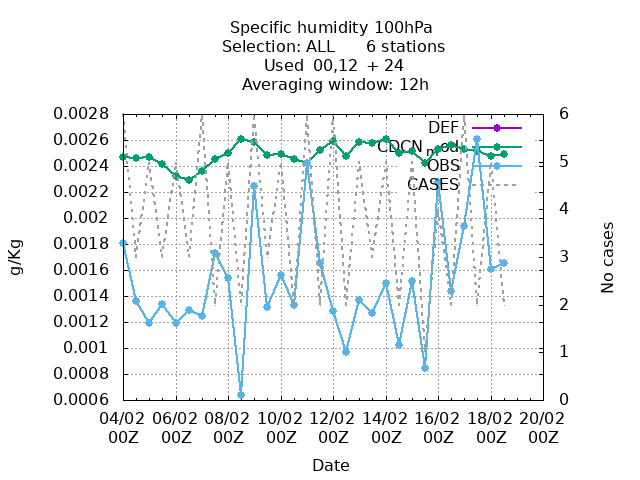 Specific humidity 100hPa
Selection: ALL 6 stations
Used 00,12 + 24
Averaging window: 12h
0.0028
0.0026
0.0024
0.0022
0.002
0.0018
0.0016
0.0014
0.0012
0.001
0.0008
0.0006
g/Kg
6
5
4
3
2
1
0
No cases
DEF
OBS
CASES
04/02 06/02 08/02 10/02 12/02 14/02 16/02 18/02 20/02
00Z 00Z 00Z 00Z 00Z 00Z 00Z 00Z 00Z
Date